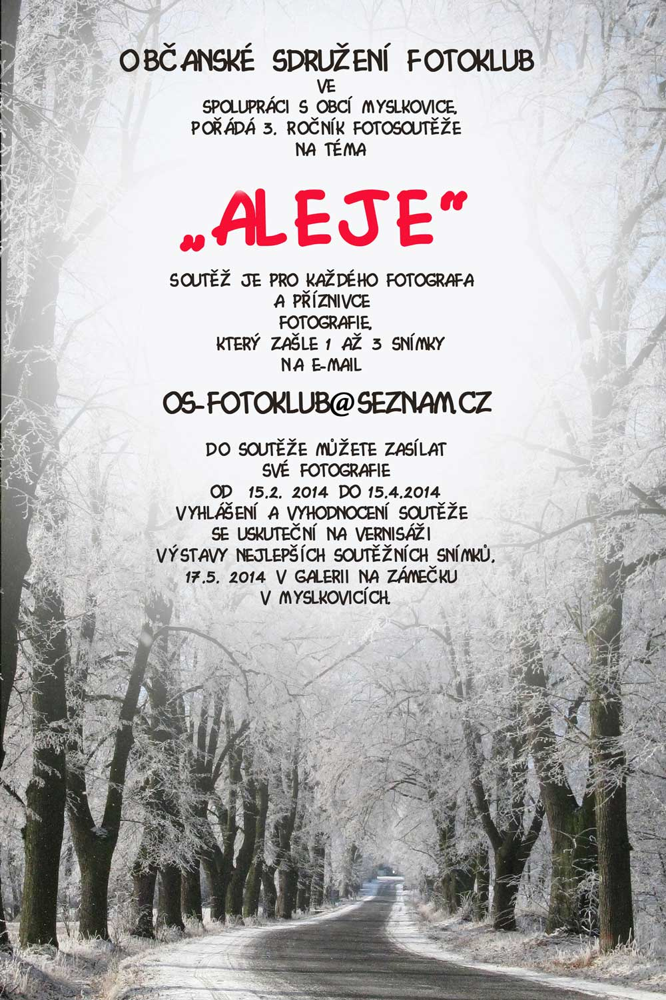 OBČANSKÉ SDRUŽENÍ FOTOKLUB
VE
SPOLUPRÁCI S OBCÍ MYSLKOVICE,
POŘÁDÁ 3. ROČNÍK FOTOSOUTĚŽE
NA TÉMA
„ALEJE“
SOUTĚŽ JE PRO KAŽDÉHO FOTOGRAFA
A PŘÍZNIVCE
FOTOGRAFIE,
KTERÝ ZAŠLE 1 AŽ 3 SNÍMKY
NA E-MAIL
OS-FOTOKLUB@SEZNAM.CZ
DO SOUTĚŽE MŮŽETE ZASÍLAT
SVÉ FOTOGRAFIE
OD 15.2. 2014 DO 15.4.2014
VYHLÁŠENÍ A VYHODNOCENÍ SOUTĚŽE
SE USKUTEČNÍ NA VERNISÁŽI
VÝSTAVY NEJLEPŠÍCH SOUTĚŽNÍCH SNÍMKŮ,
17.5. 2014 V GALERII NA ZÁMEČKU
V MYSLKOVICÍCH.